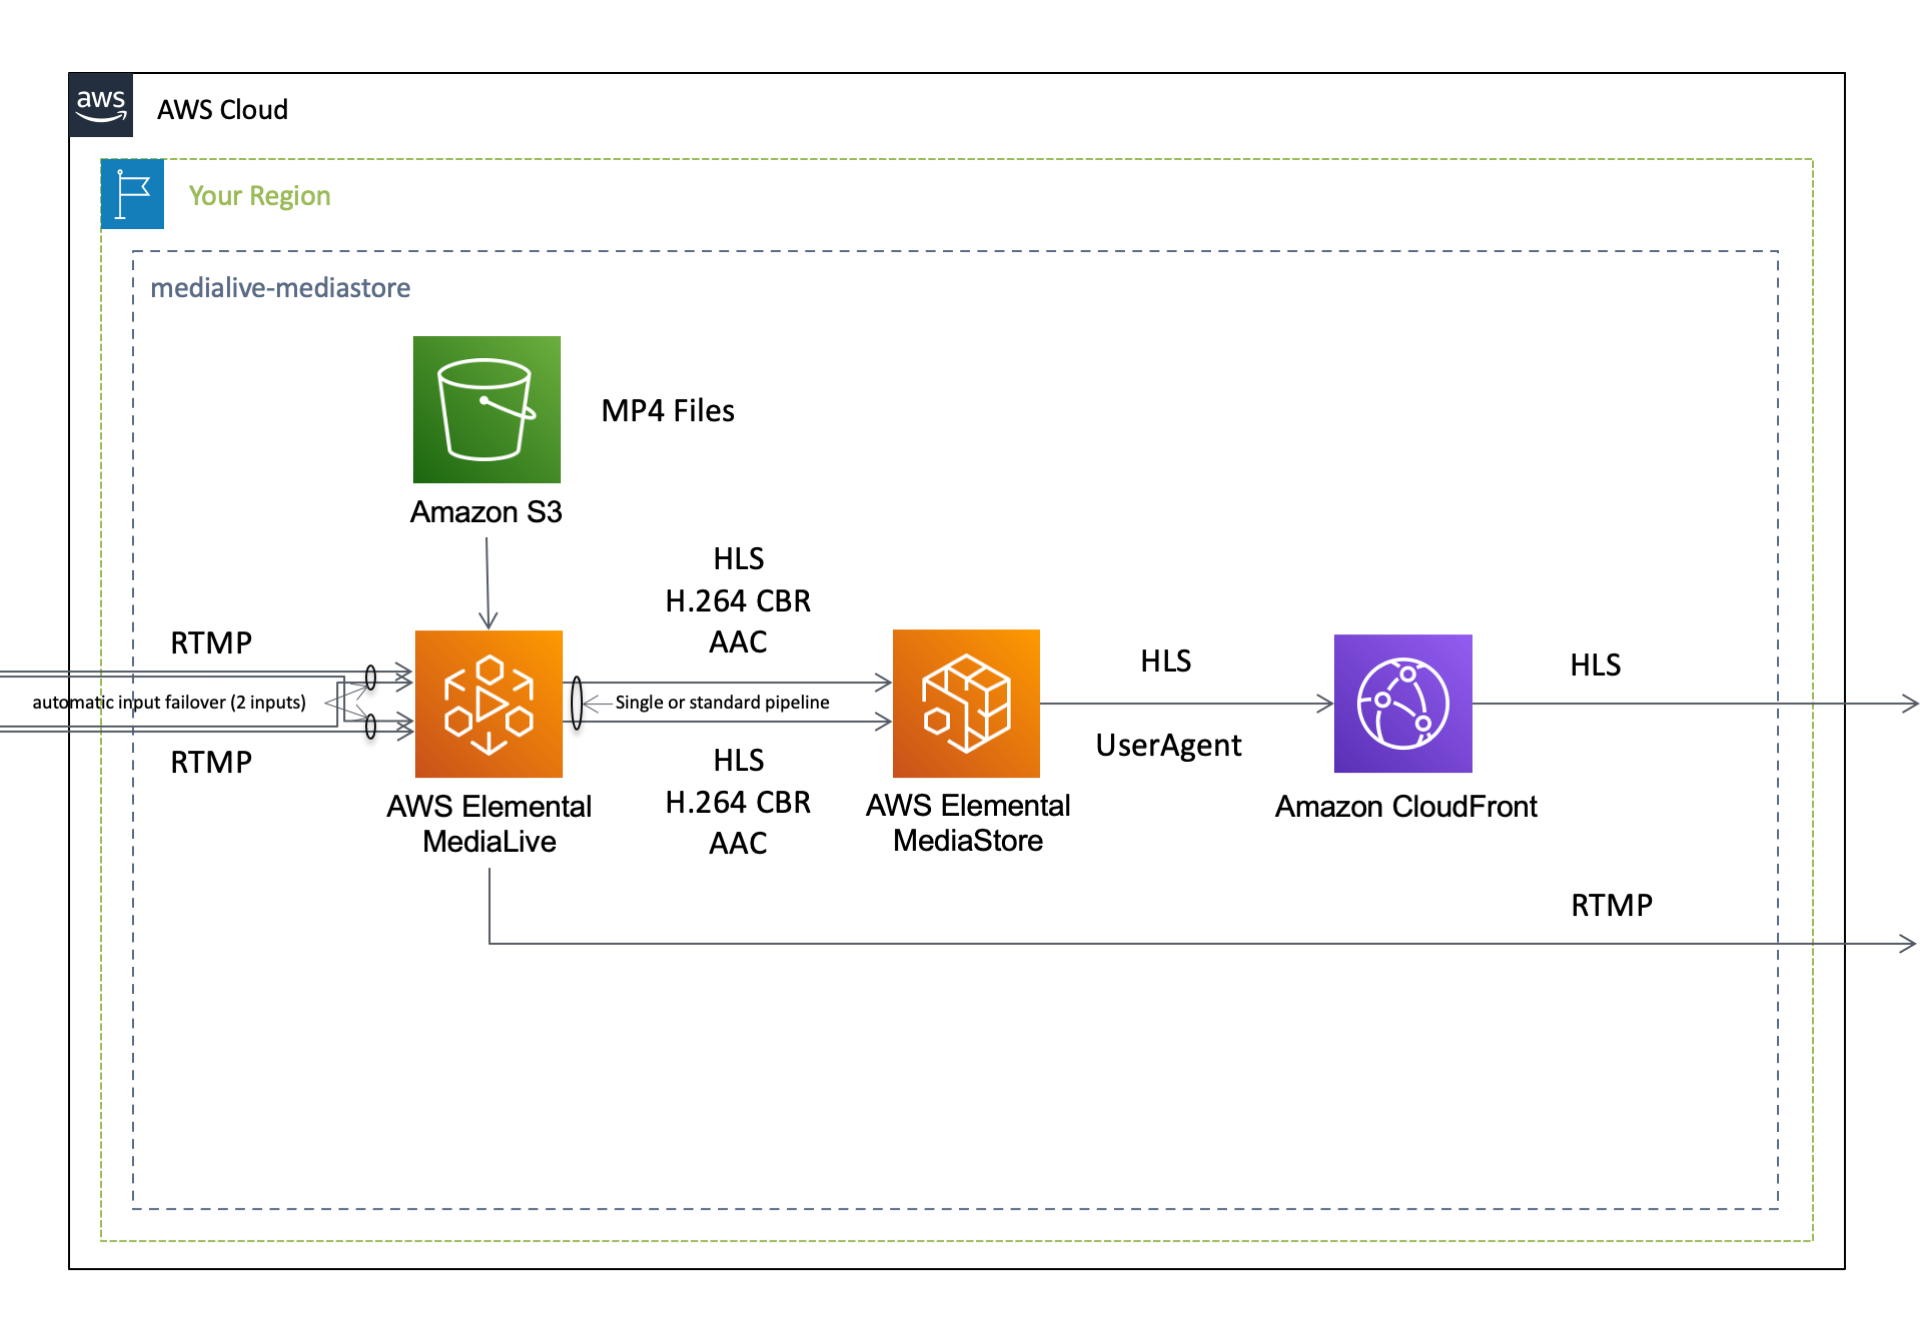 aws
AWS Cloud
Your Region
medialive-mediastore
MP4 Files
Amazon S3
HLS
H.264 CBR
AAC
RTMP
automatic input failover (2 inputs)
RTMP
Single or standard pipeline
HLS
H.264 CBR
AAC
AWS Elemental
MediaLive
AWS Elemental
MediaStore
HLS
UserAgent
Amazon CloudFront
HLS
RTMP